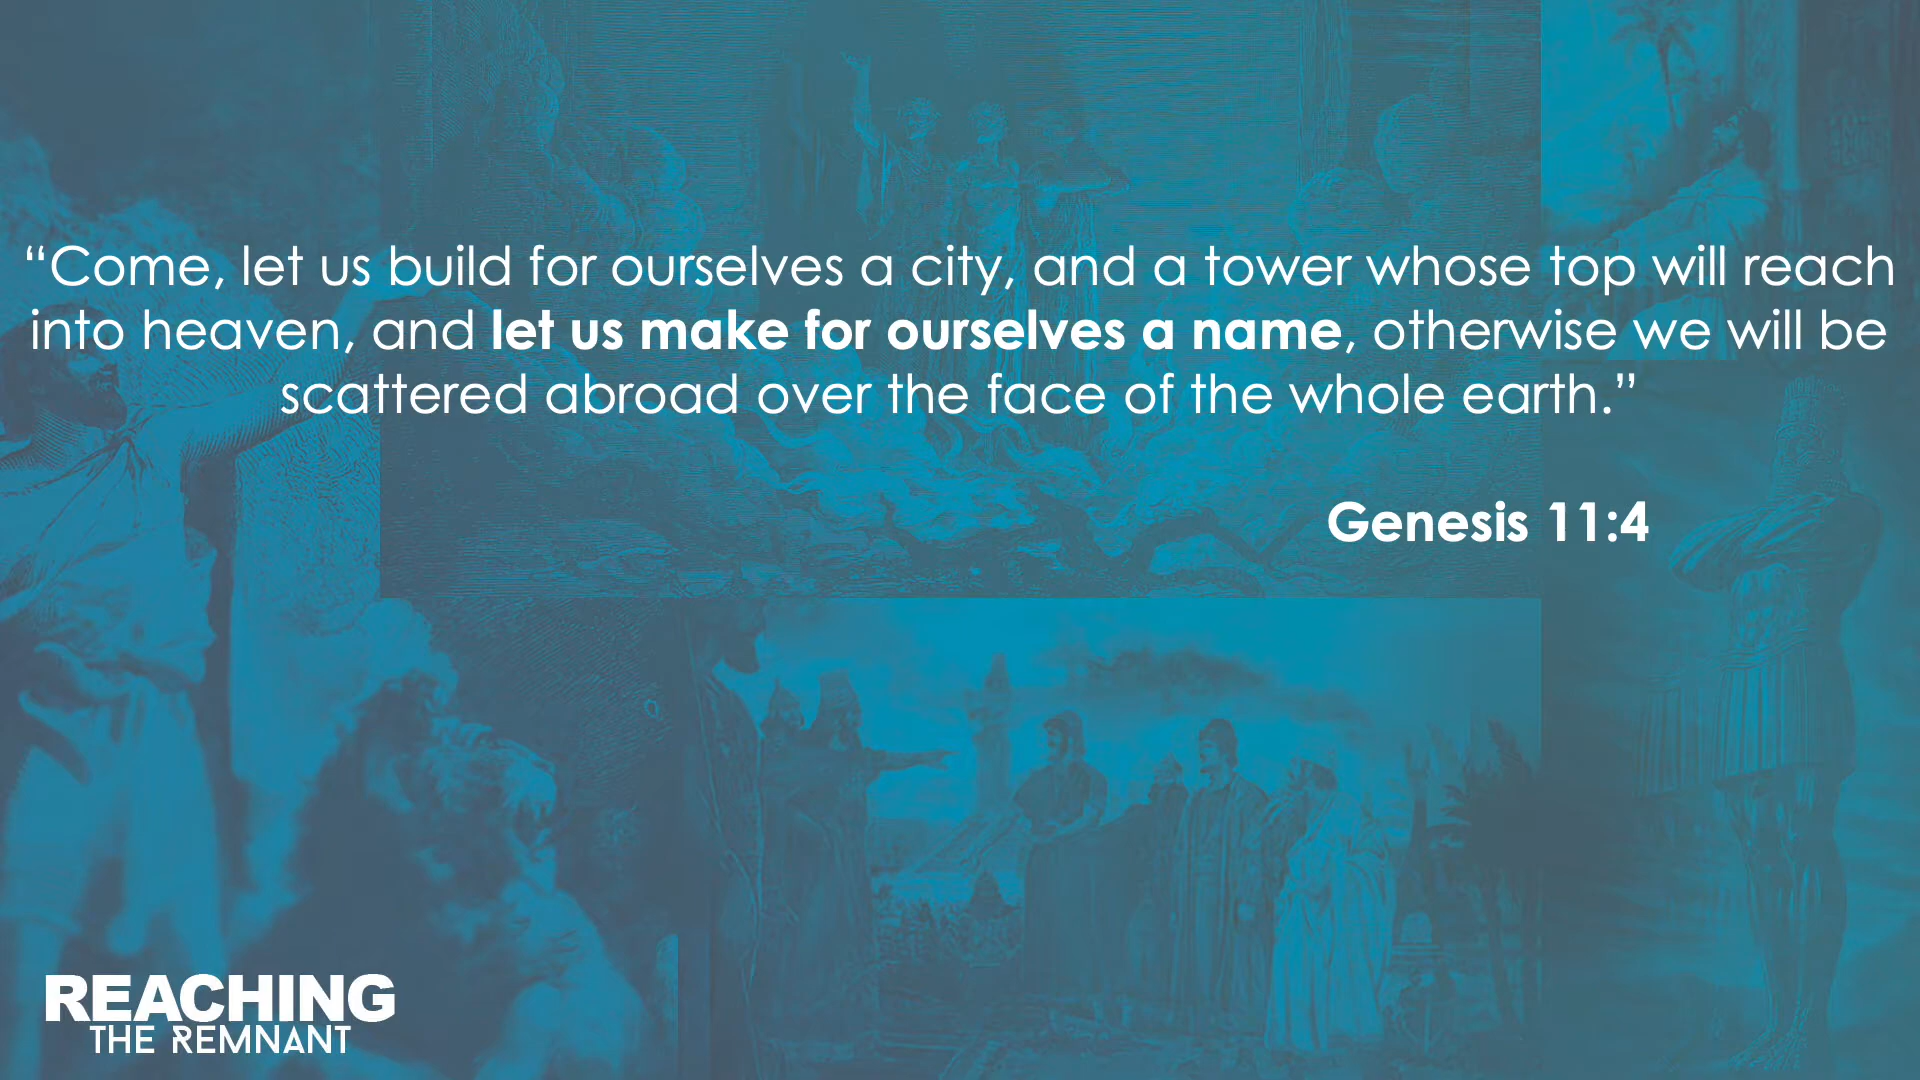 “Come, let us build for ourselves a city, and a tower whose top will reach
into heaven, and let us make for ourselves a name, otherwise we will be
scattered abroad over the face of the whole earth.”
Genesis 11:4
REACHING
THE REMNANT